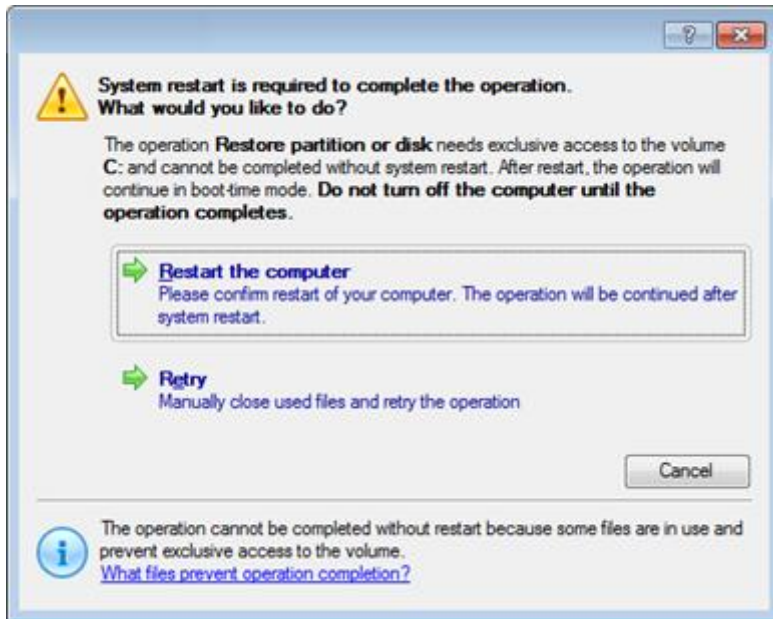 System restart is required to complete the operation.
What would you like to do?
The operation Restore partition or disk needs exclusive access to the volume
C: and cannot be completed without system restart. After restart, the operation will
continue in boot-time mode. Do not turn off the computer until the
operation completes.
Restart the computer
Please confirm restart of your computer. The operation will be continued after
system restart.
Retry
Manually close used files and retry the operation
Cancel
The operation cannot be completed without restart because some files are in use and
prevent exclusive access to the volume.
What files prevent operation completion?